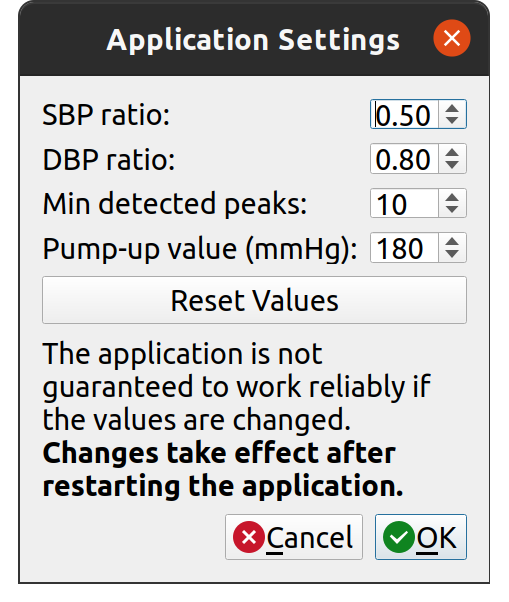 Application Settings
SBP ratio: 0.50
DBP ratio: 0.80
Min detected peaks: 10
Pump-up value (mmHg): 180
Reset Values
The application is not
guaranteed to work reliably if
the values are changed.
Changes take effect after
restarting the application.
Cancel OK